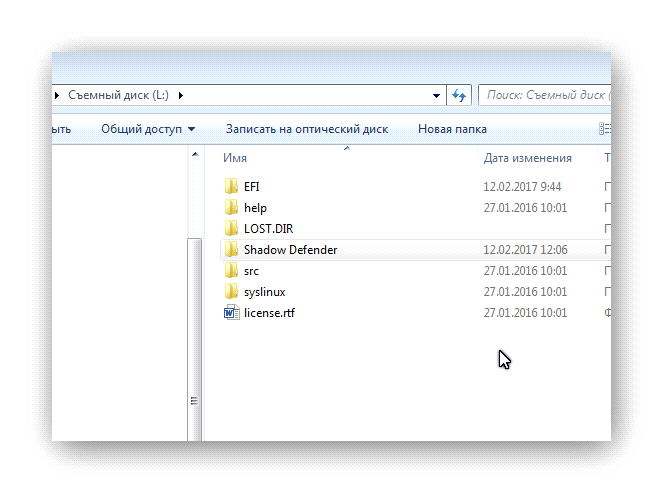 Съемный диск (L:)
Поиск: Съемный диск (
ыть Общий доступ Записать на оптический диск Новая папка
Имя Дата изменения Т
EFI 12.02.2017 9:44 П
help 27.01.2016 10:01 П
LOST.DIR П
Shadow Defender 12.02.2017 12:06 П
src 27.01.2016 10:01 П
syslinux 27.01.2016 10:01 П
license.rtf 27.01.2016 10:01 Ф